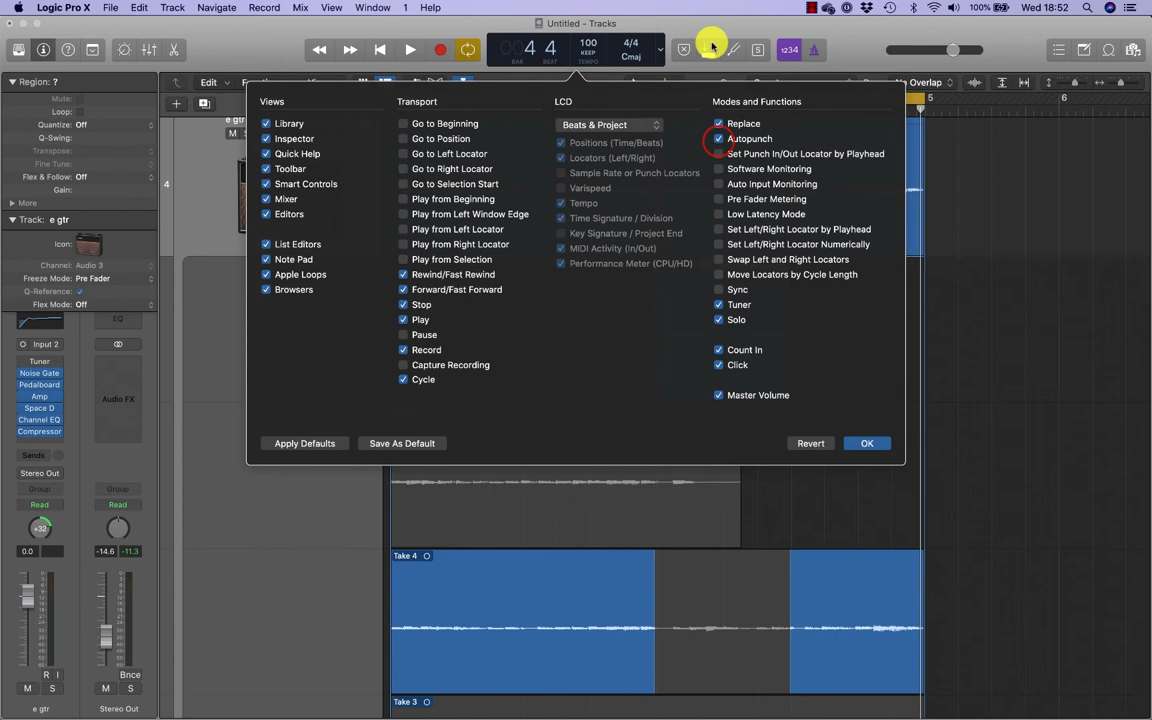 Logic Pro X File Edit Track Navigate Record Mix View Window 1 Help 100% Wed 18:52
Untitled - Tracks
004 4 100 4/4
BAR BEAT KEEP TEMPO Cmaj
S 1234
Region: ? Edit No Overlap
Mute:
Loop:
Quantize: Off
Q-Swing:
Transpose:
Fine Tune:
Flex & Follow: Off
Gain:
More
Track: e gtr
Icon:
Channel: Audio 3
Freeze Mode: Pre Fader
Q-Reference:
Flex Mode: Off
M S
4
5 6
Views
Library
Inspector
Quick Help
Toolbar
Smart Controls
Mixer
Editors
List Editors
Note Pad
Apple Loops
Browsers
Transport
Go to Beginning
Go to Position
Go to Left Locator
Go to Right Locator
Go to Selection Start
Play from Beginning
Play from Left Window Edge
Play from Left Locator
Play from Right Locator
Play from Selection
Rewind/Fast Rewind
Forward/Fast Forward
Stop
Play
Pause
Record
Capture Recording
Cycle
LCD
Beats & Project
Positions (Time/Beats)
Locators (Left/Right)
Sample Rate or Punch Locators
Varispeed
Tempo
Time Signature / Division
Key Signature / Project End
MIDI Activity (In/Out)
Performance Meter (CPU/HD)
Modes and Functions
Replace
Autopunch
Set Punch In/Out Locator by Playhead
Software Monitoring
Auto Input Monitoring
Pre Fader Metering
Low Latency Mode
Set Left/Right Locator by Playhead
Set Left/Right Locator Numerically
Swap Left and Right Locators
Move Locators by Cycle Length
Sync
Tuner
Solo
Count In
Click
Master Volume
Apply Defaults Save As Default Revert OK
EQ
Input 2
Tuner
Noise Gate
Pedalboard
Amp
Space D
Channel EQ
Compressor
Audio FX
Sends
Stereo Out
Group Group
Read Read
+32
0.0 -14.6 -11.3
R I Bnce
M S M S
e gtr Stereo Out
Take 4
Take 3